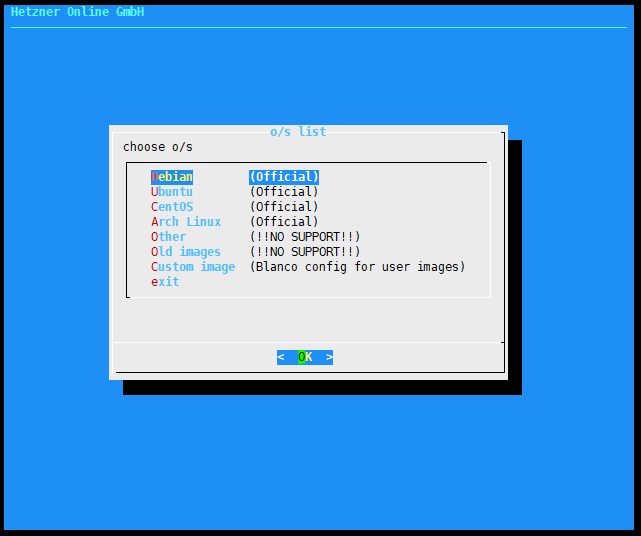 Hetzner Online GmbH
o/s list
choose o/s
Debian (Official)
Ubuntu (Official)
CentOS (Official)
Arch Linux (Official)
Other (!!NO SUPPORT!!)
Old images (!!NO SUPPORT!!)
Custom image (Blanco config for user images)
exit
< OK >